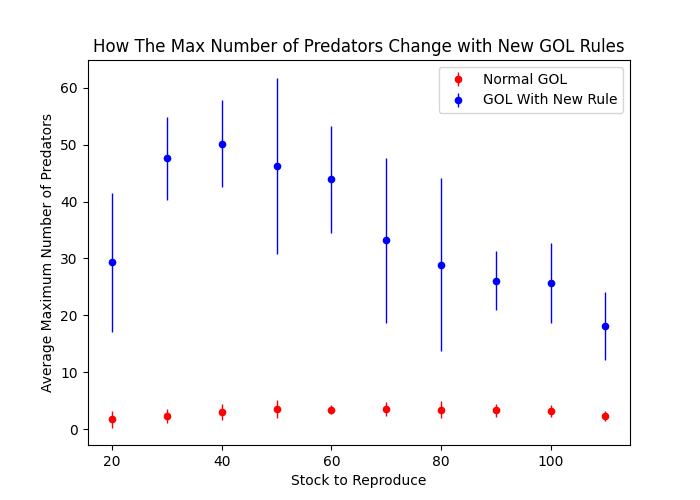 How The Max Number of Predators Change with New GOL Rules
Normal GOL
GOL With New Rule
Average Maximum Number of Predators
60
50
40
30
20
10
0
20
40
60
80
100
Stock to Reproduce